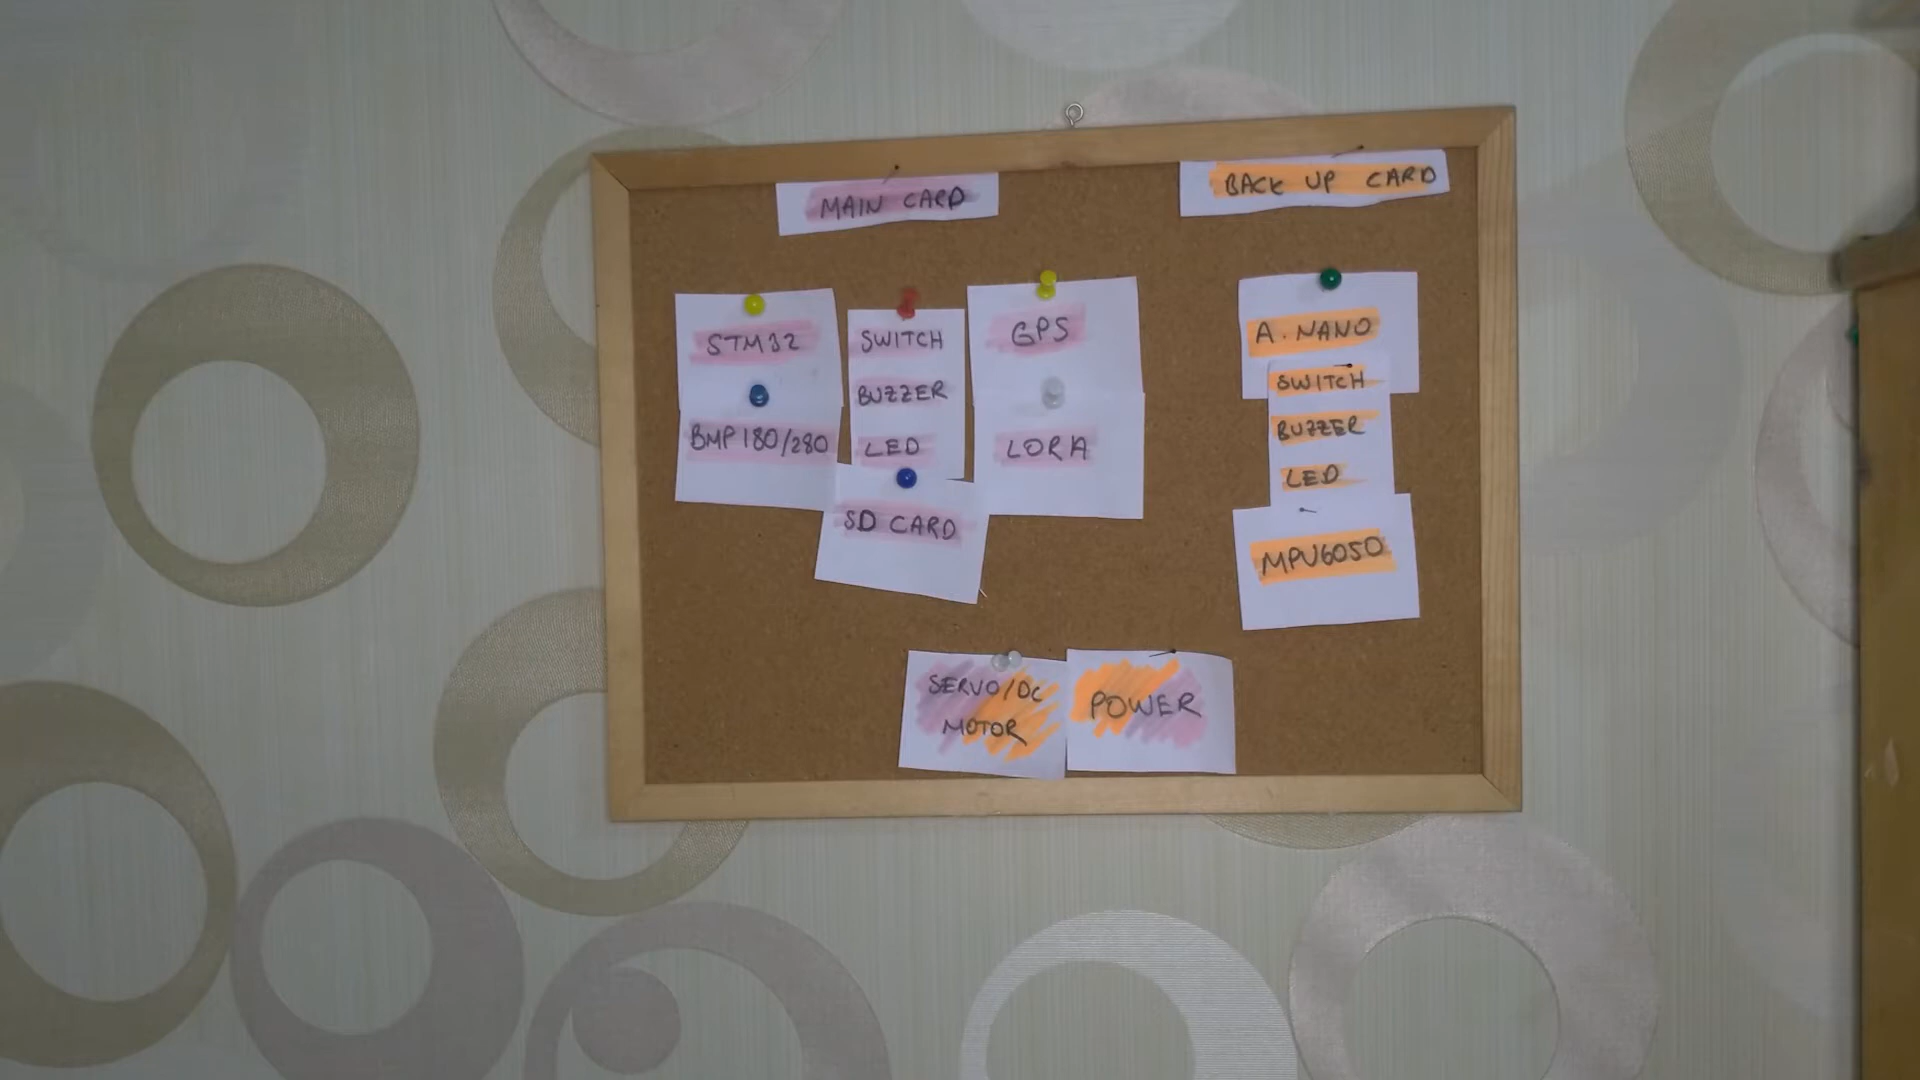 MAIN CARD
BACK UP CARD
STM32
BMP180/280
SWITCH
BUZZER
LED
SD CARD
GPS
LORA
A.NANO
SWITCH
BUZZER
LED
MPU6050
SERVO/DC
MOTOR
POWER